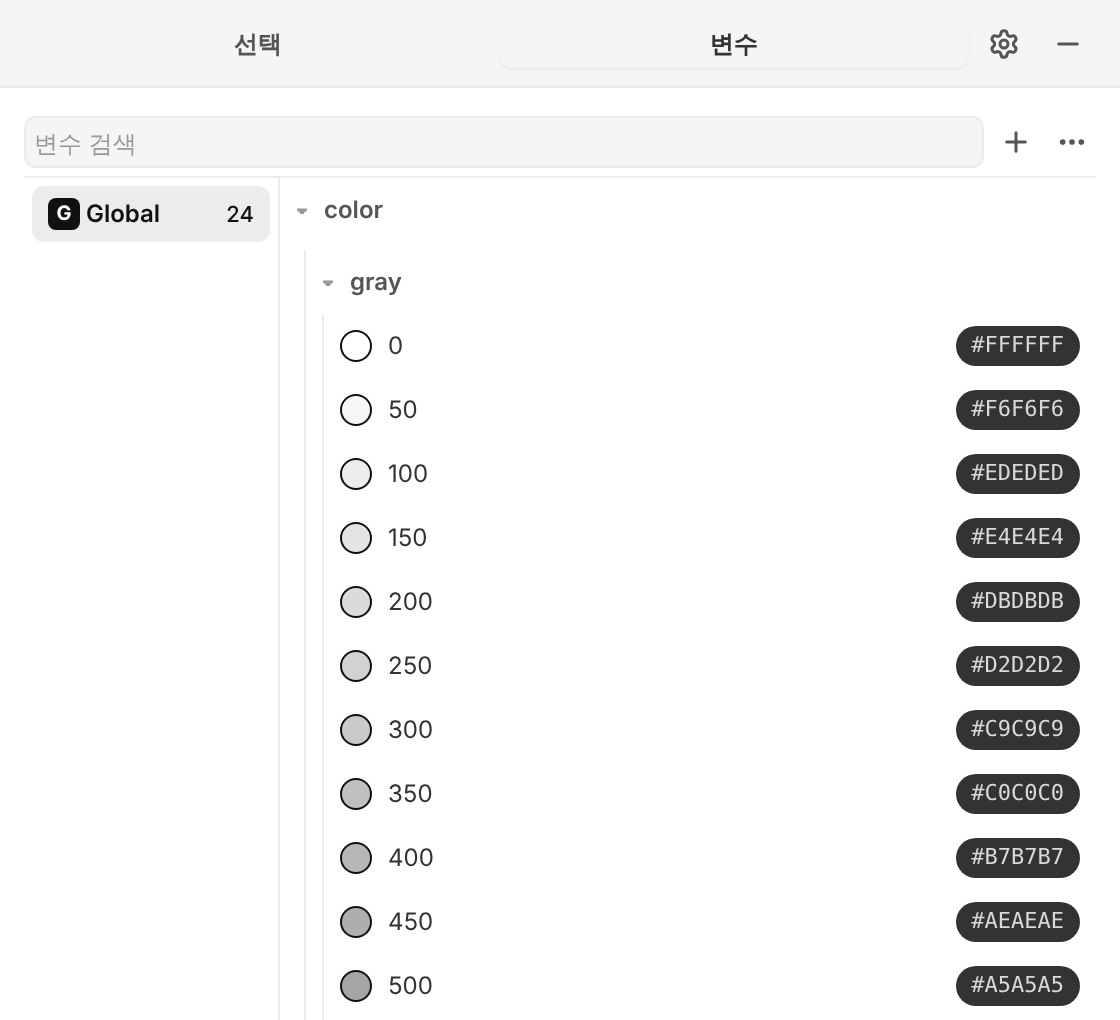 선택
변수
변수 검색
G Global 24
color
gray
0 #FFFFFF
50 #F6F6F6
100 #EDEDED
150 #E4E4E4
200 #DBDBDB
250 #D2D2D2
300 #C9C9C9
350 #C0C0C0
400 #B7B7B7
450 #AEAEAE
500 #A5A5A5